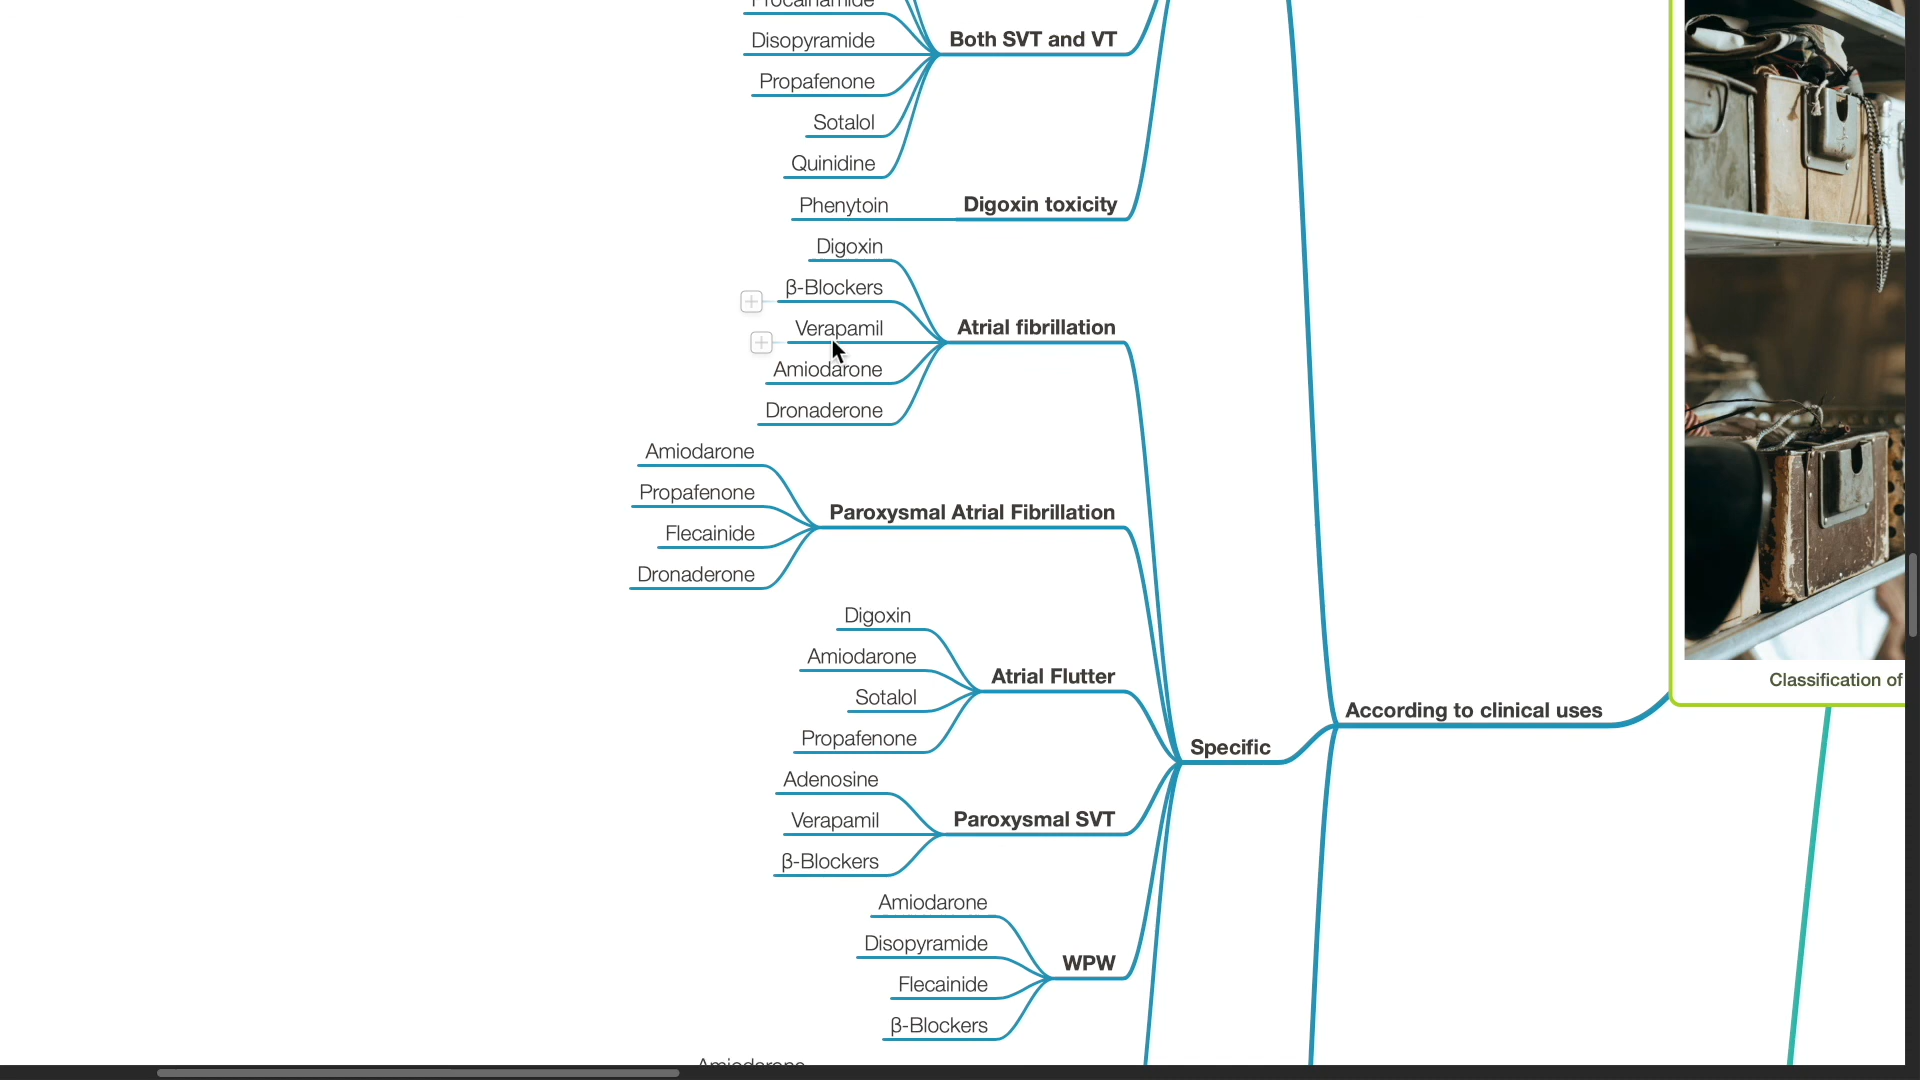 Procainamide
Disopyramide
Both SVT and VT
Propafenone
Sotalol
Quinidine
Phenytoin
Digoxin toxicity
Digoxin
β-Blockers
Verapamil
Atrial fibrillation
Amiodarone
Dronaderone
Amiodarone
Propafenone
Paroxysmal Atrial Fibrillation
Flecainide
Dronaderone
Digoxin
Amiodarone
Atrial Flutter
Sotalol
Propafenone
Adenosine
Verapamil
Paroxysmal SVT
β-Blockers
Amiodarone
Disopyramide
WPW
Flecainide
β-Blockers
Amiodarone
Specific
According to clinical uses
Classification of